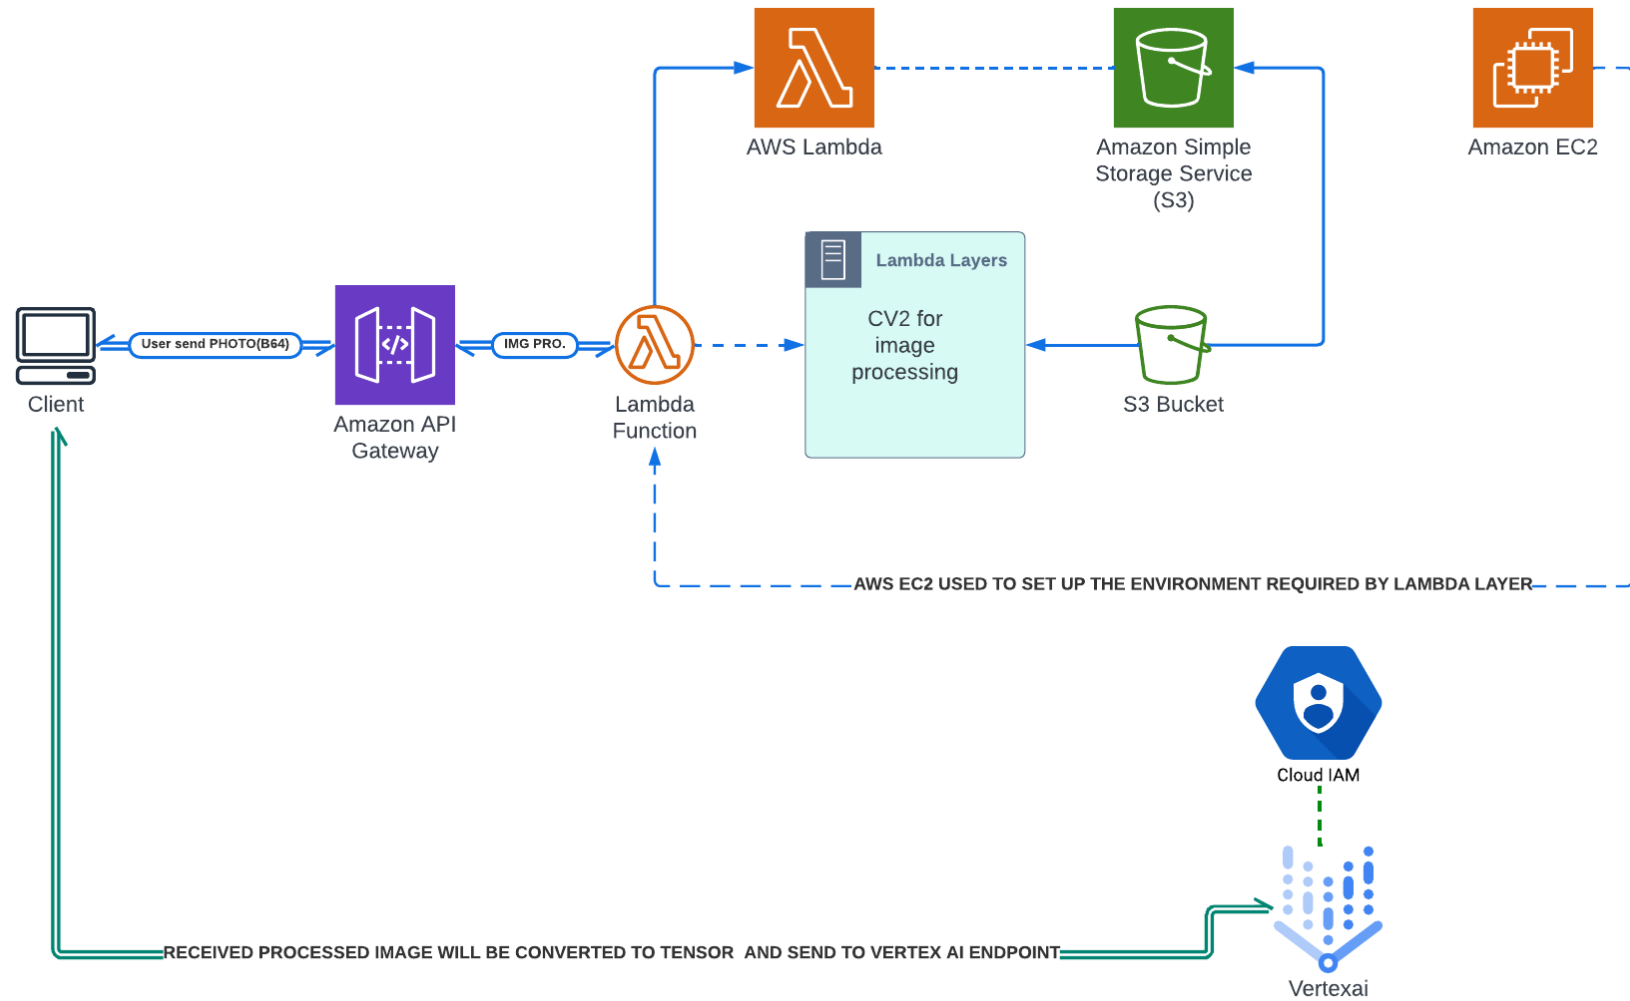 AWS Lambda
Amazon Simple
Storage Service
(S3)
Amazon EC2
Lambda Layers
CV2 for
image
processing
User send PHOTO(B64)
IMG PRO.
Client
Amazon API
Gateway
Lambda
Function
S3 Bucket
AWS EC2 USED TO SET UP THE ENVIRONMENT REQUIRED BY LAMBDA LAYER
Cloud IAM
RECEIVED PROCESSED IMAGE WILL BE CONVERTED TO TENSOR  AND SEND TO VERTEX AI ENDPOINT
Vertexai